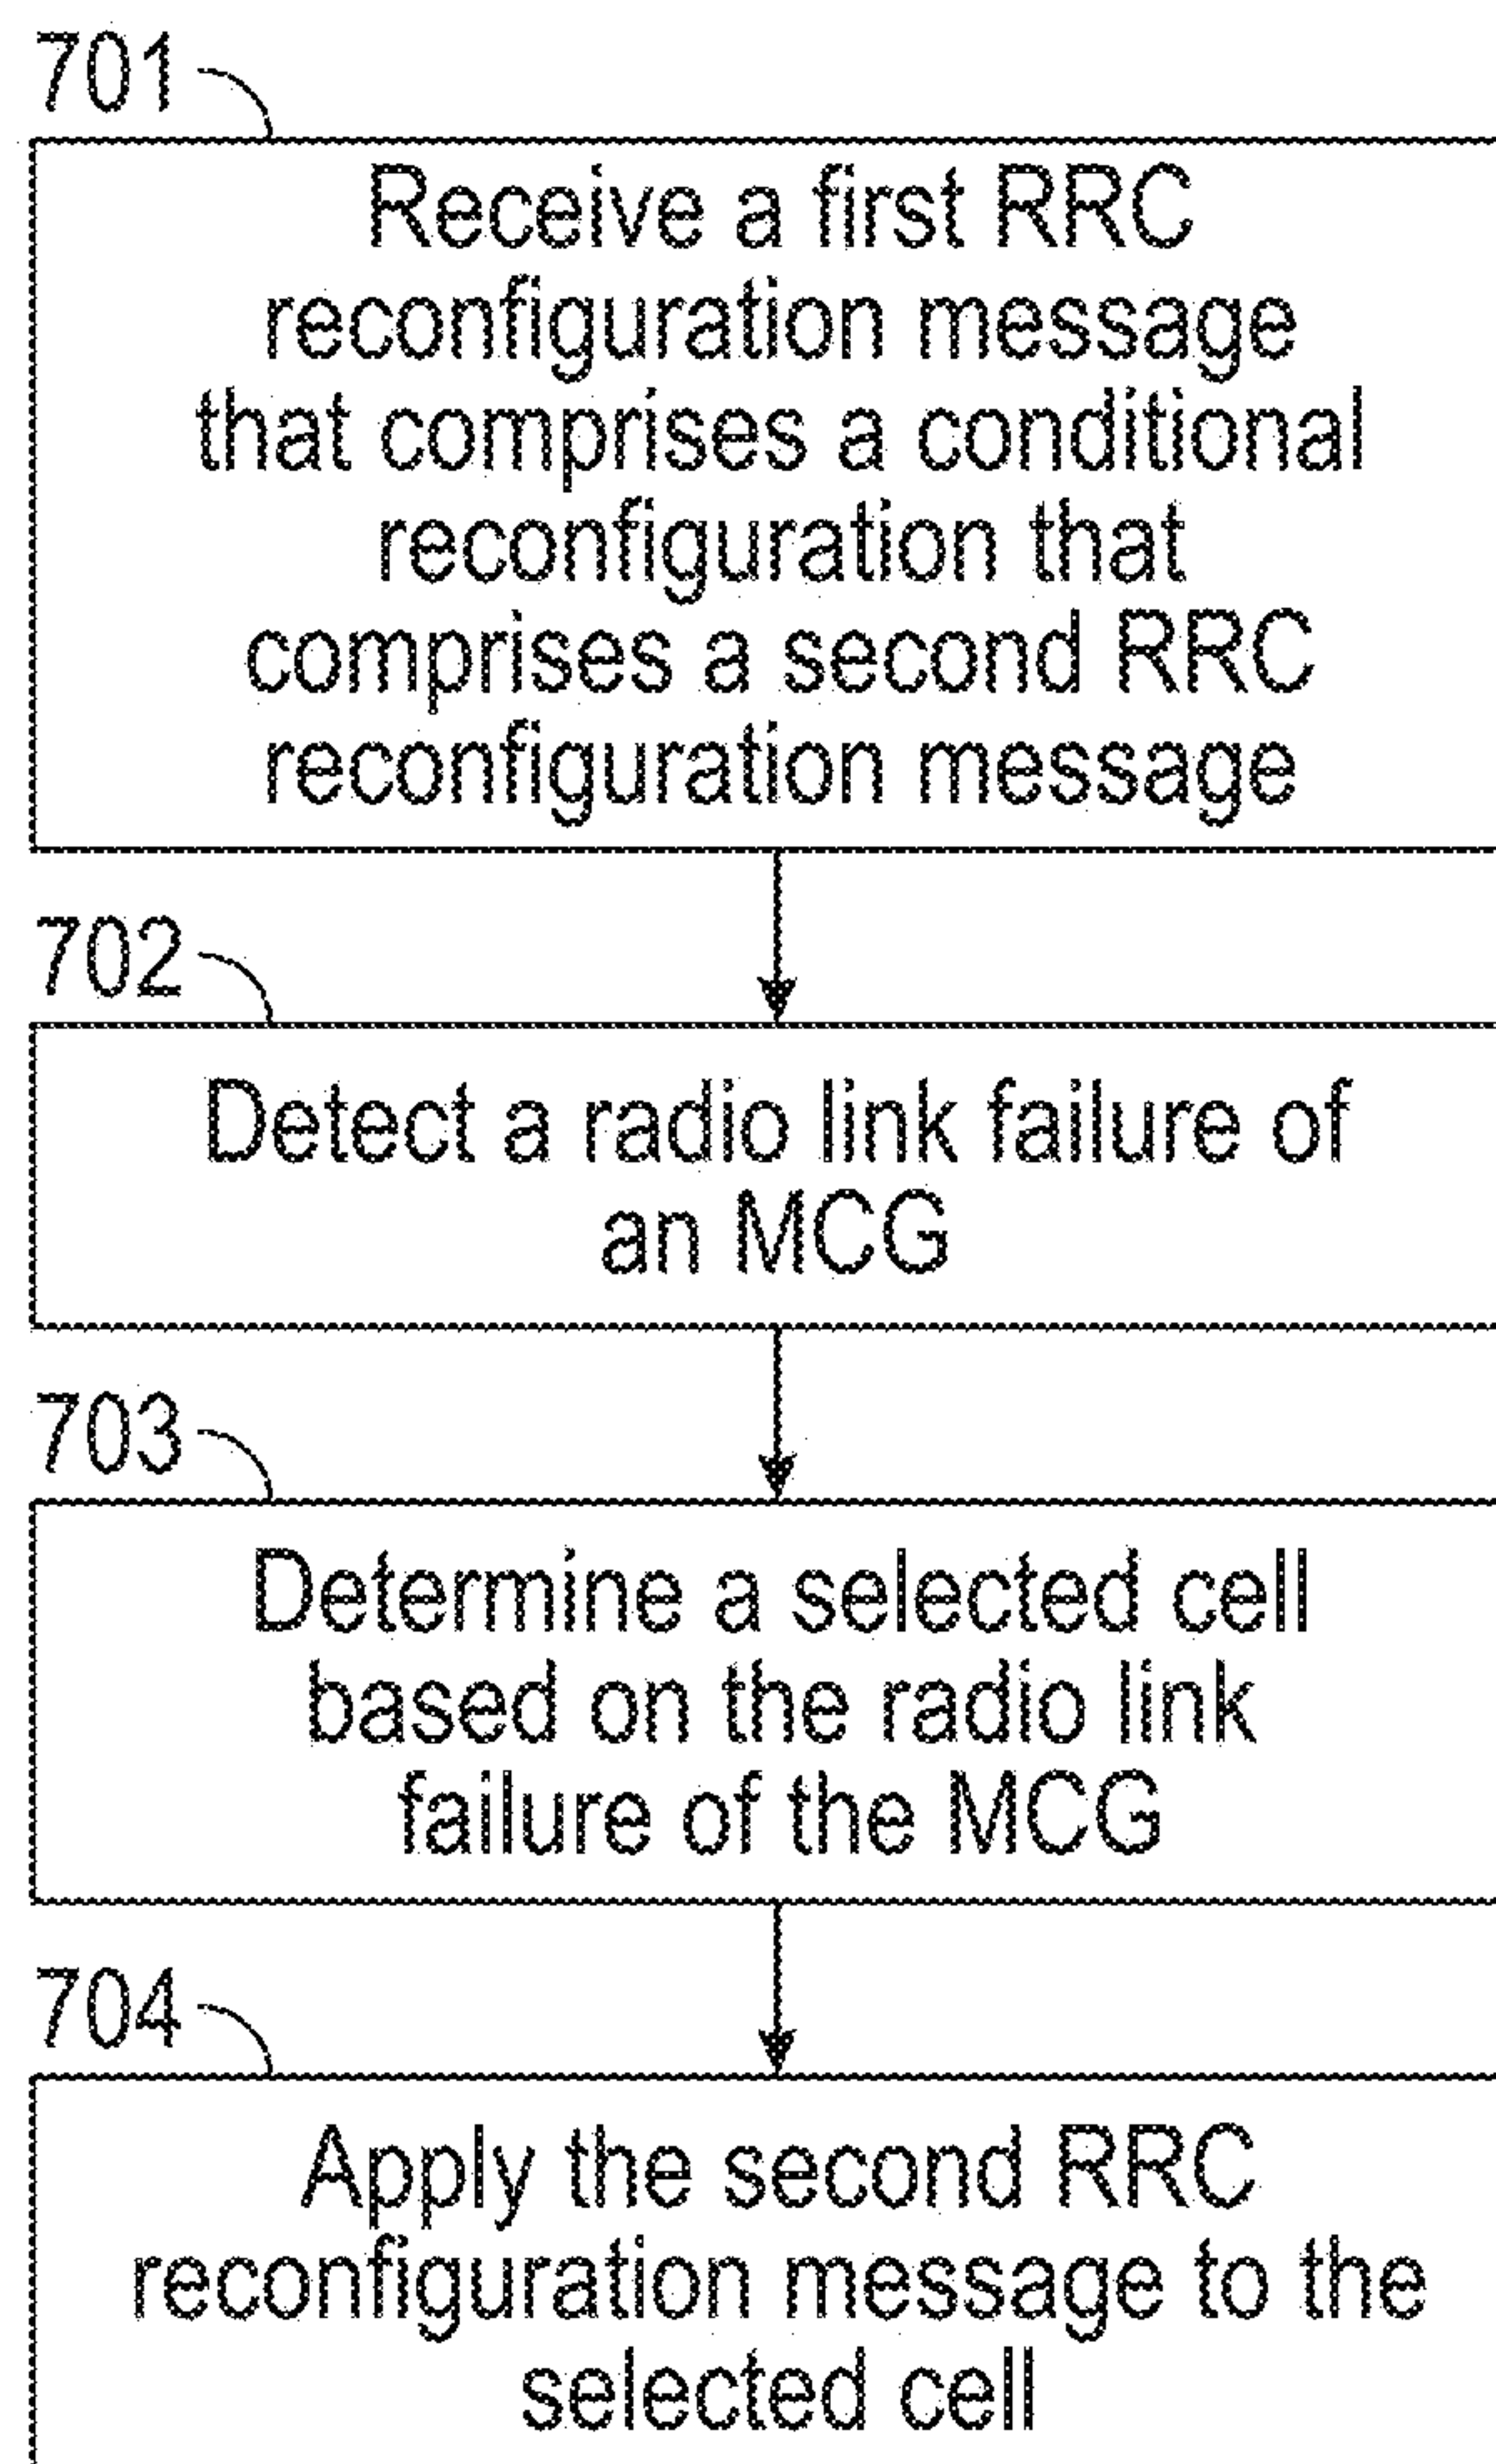 701
Receive a first RRC
reconfiguration message
that comprises a conditional
reconfiguration that
comprises a second RRC
reconfiguration message
702
Detect a radio link failure of
an MCG
703
Determine a selected cell
based on the radio link
failure of the MCG
704
Apply the second RRC
reconfiguration message to the
selected cell